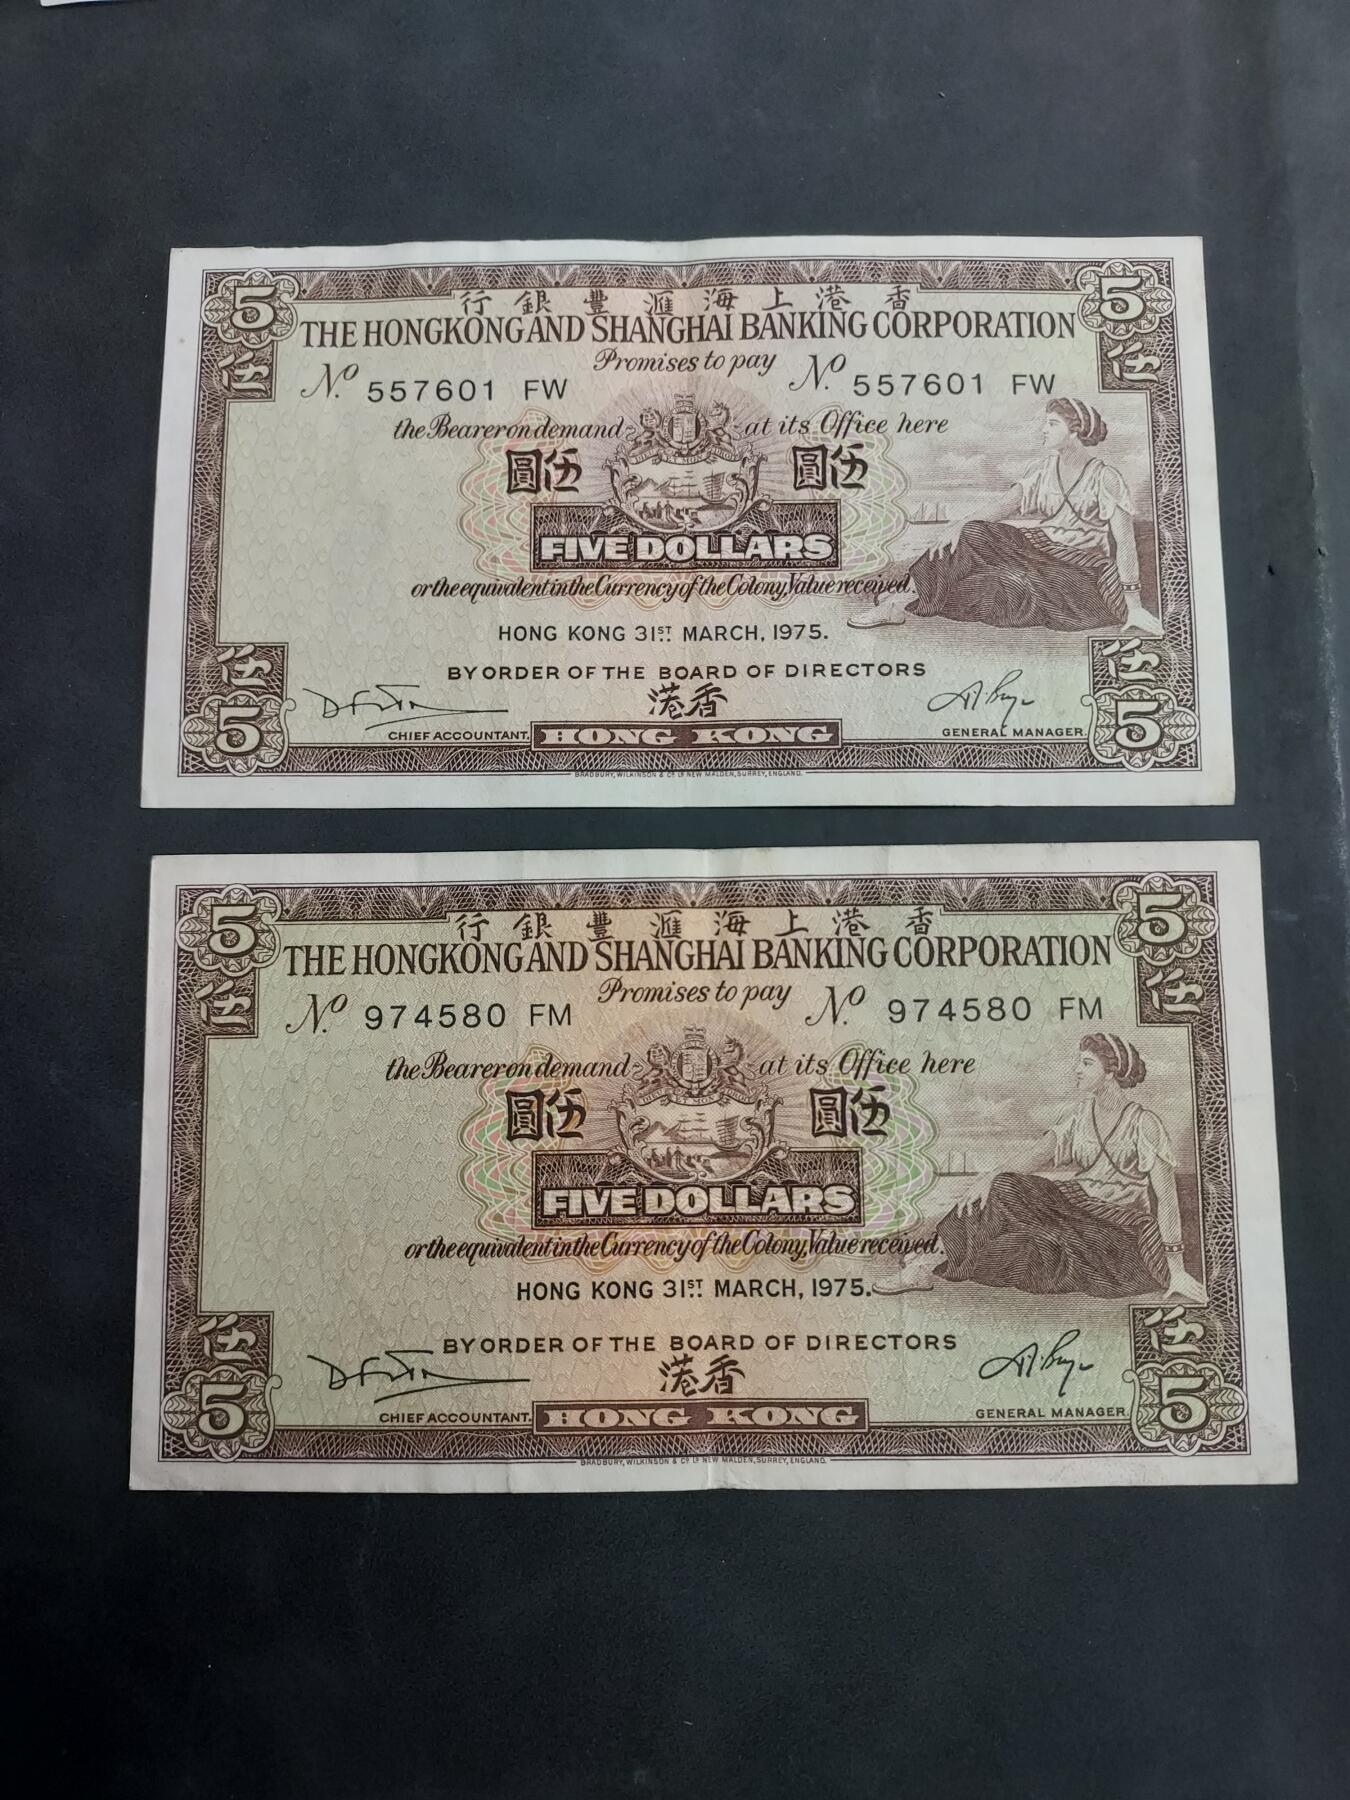 5 5
行 銀 豐 滙 海 上 港 香
THE HONGKONG AND SHANGHAI BANKING CORPORATION
伍 Promises to pay 伍
No. 557601 FW No. 557601 FW
the Bearer on demand at its Office here
圓伍 圓伍
FIVE DOLLARS
or the equivalent in the Currency of the Colony, Value received.
HONG KONG 31ST MARCH, 1975.
伍 BY ORDER OF THE BOARD OF DIRECTORS 伍
港香
5 CHIEF ACCOUNTANT. HONG KONG GENERAL MANAGER. 5
BRADBURY, WILKINSON & Co. Ld. NEW MALDEN, SURREY, ENGLAND.
5 5
行 銀 豐 滙 海 上 港 香
THE HONGKONG AND SHANGHAI BANKING CORPORATION
伍 Promises to pay 伍
No. 974580 FM No. 974580 FM
the Bearer on demand at its Office here
圓伍 圓伍
FIVE DOLLARS
or the equivalent in the Currency of the Colony, Value received.
HONG KONG 31ST MARCH, 1975.
伍 BY ORDER OF THE BOARD OF DIRECTORS 伍
港香
5 CHIEF ACCOUNTANT. HONG KONG GENERAL MANAGER. 5
BRADBURY, WILKINSON & Co. Ld. NEW MALDEN, SURREY, ENGLAND.